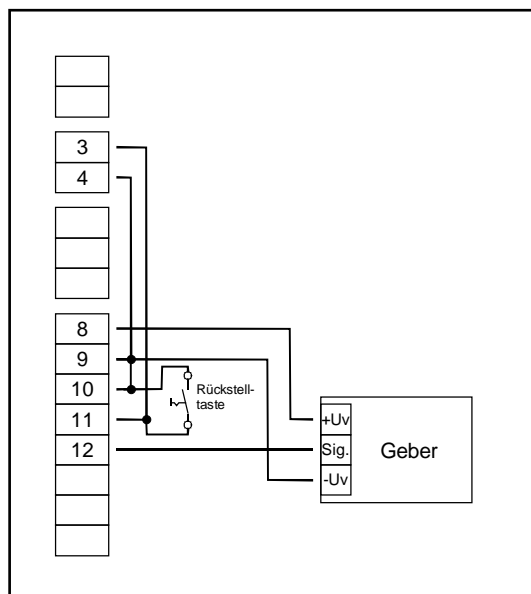 3
4
8
9
10
11
12
Rückstell-
taste
+Uv
Sig.
-Uv
Geber